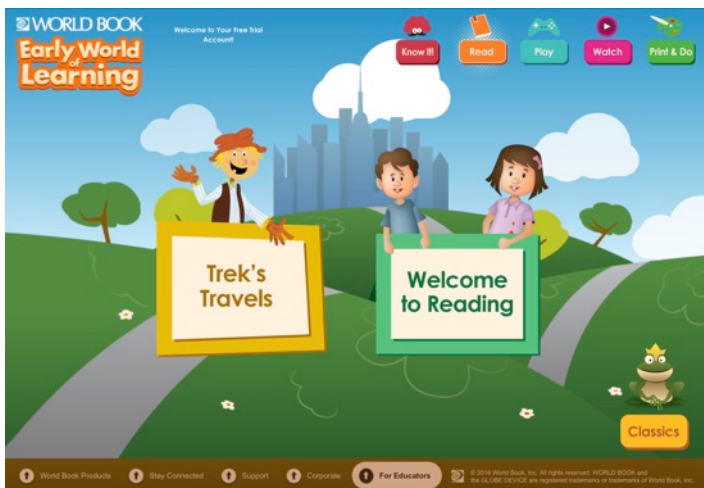 WORLD BOOK
Early World
of
Learning
Welcome to Your Free Trial
Account!
Know It!
Read
Play
Watch
Print & Do
Trek's
Travels
Welcome
to Reading
Classics
World Book Products
Stay Connected
Support
Corporate
For Educators
© 2019 World Book, Inc. All rights reserved. WORLD BOOK and
the GLOBE DEVICE are registered trademarks or trademarks of World Book, Inc.